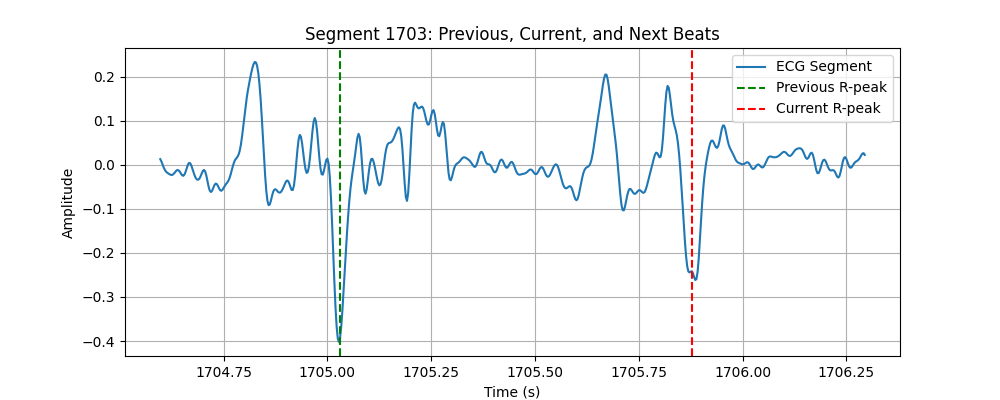 Segment 1703: Previous, Current, and Next Beats
ECG Segment
Previous R-peak
Current R-peak
Amplitude
0.2
0.1
0.0
−0.1
−0.2
−0.3
−0.4
1704.75 1705.00 1705.25 1705.50 1705.75 1706.00 1706.25
Time (s)